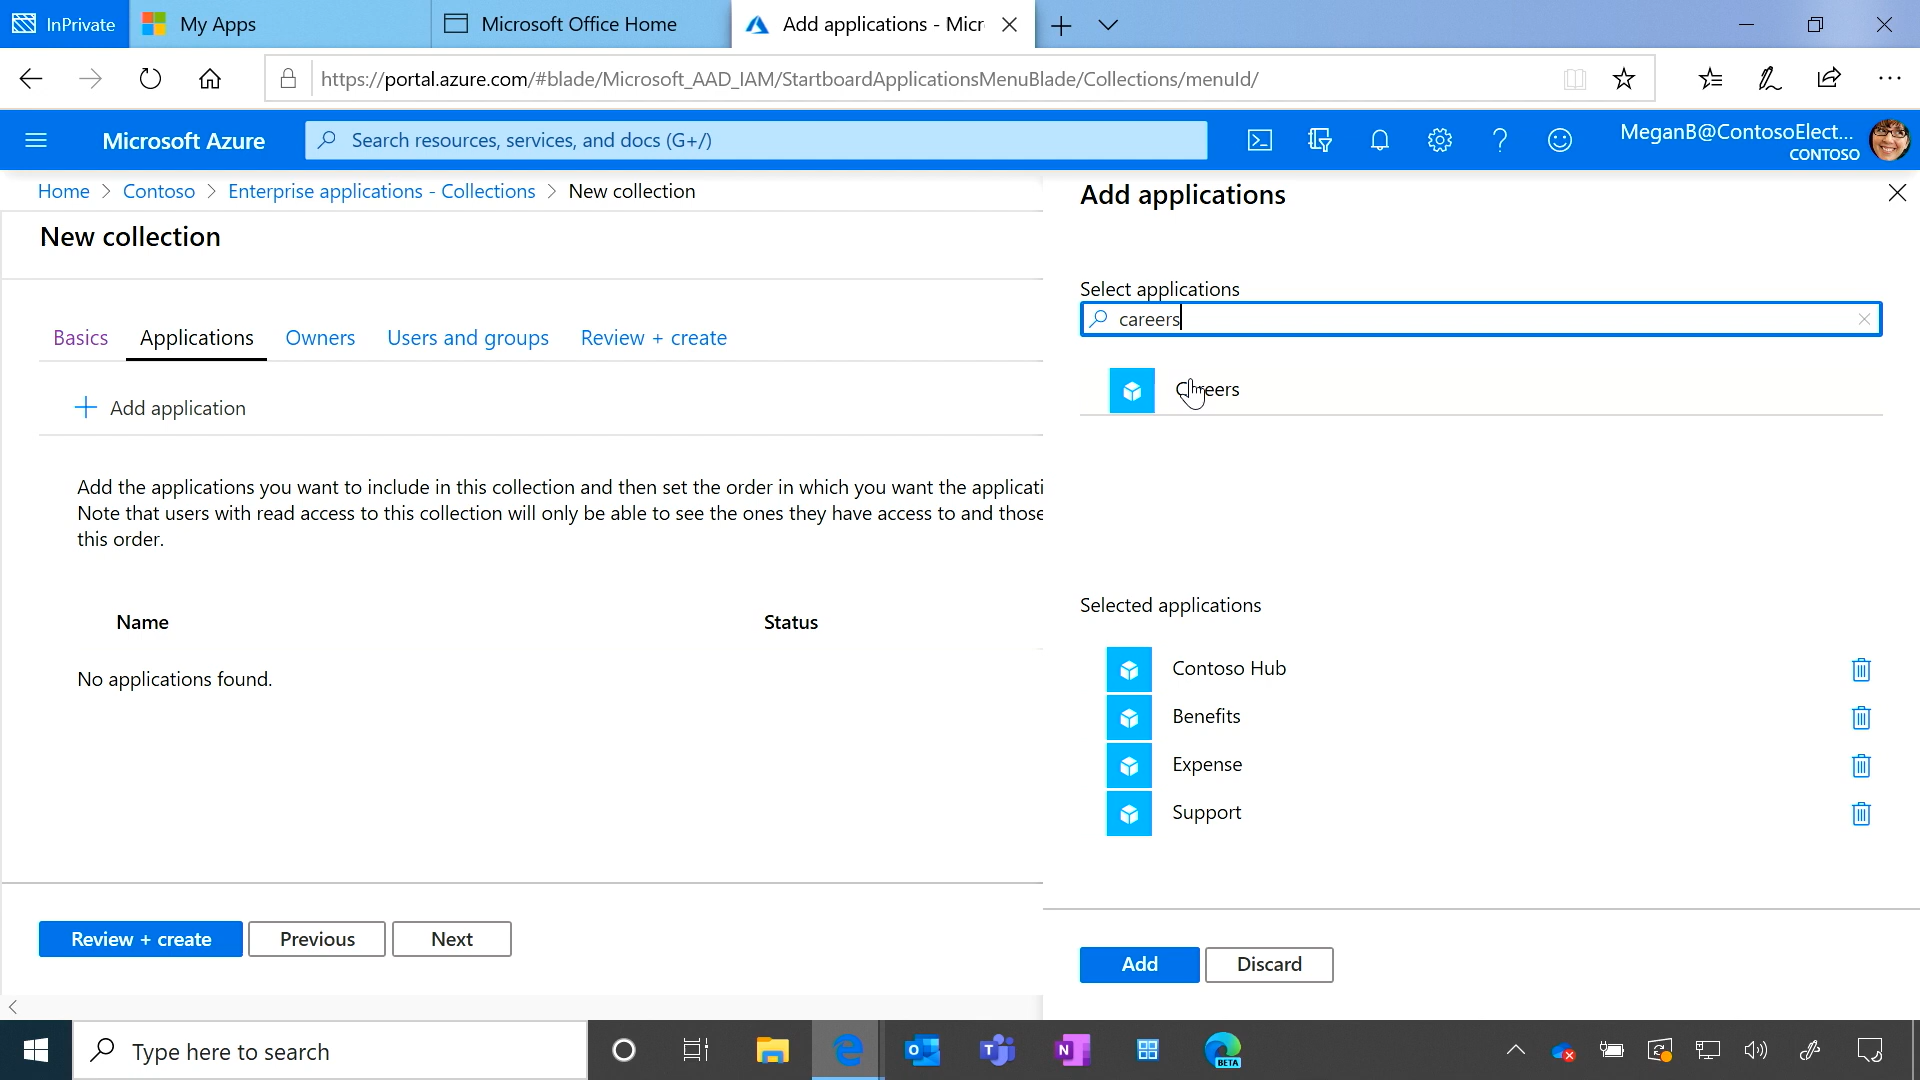 InPrivate
My Apps
Microsoft Office Home
Add applications - Micr
https://portal.azure.com/#blade/Microsoft_AAD_IAM/StartboardApplicationsMenuBlade/Collections/menuId/
Microsoft Azure
Search resources, services, and docs (G+/)
MeganB@ContosoElect...
CONTOSO
Home > Contoso > Enterprise applications - Collections > New collection
New collection
Basics
Applications
Owners
Users and groups
Review + create
Add application
Add the applications you want to include in this collection and then set the order in which you want the applicati
Note that users with read access to this collection will only be able to see the ones they have access to and those
this order.
Name
Status
No applications found.
Review + create
Previous
Next
Add applications
Select applications
careers
Careers
Selected applications
Contoso Hub
Benefits
Expense
Support
Add
Discard
Type here to search
BETA